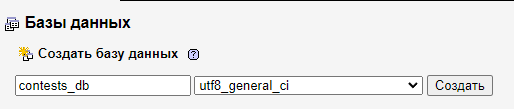 Базы данных
Создать базу данных
contests_db utf8_general_ci Создать